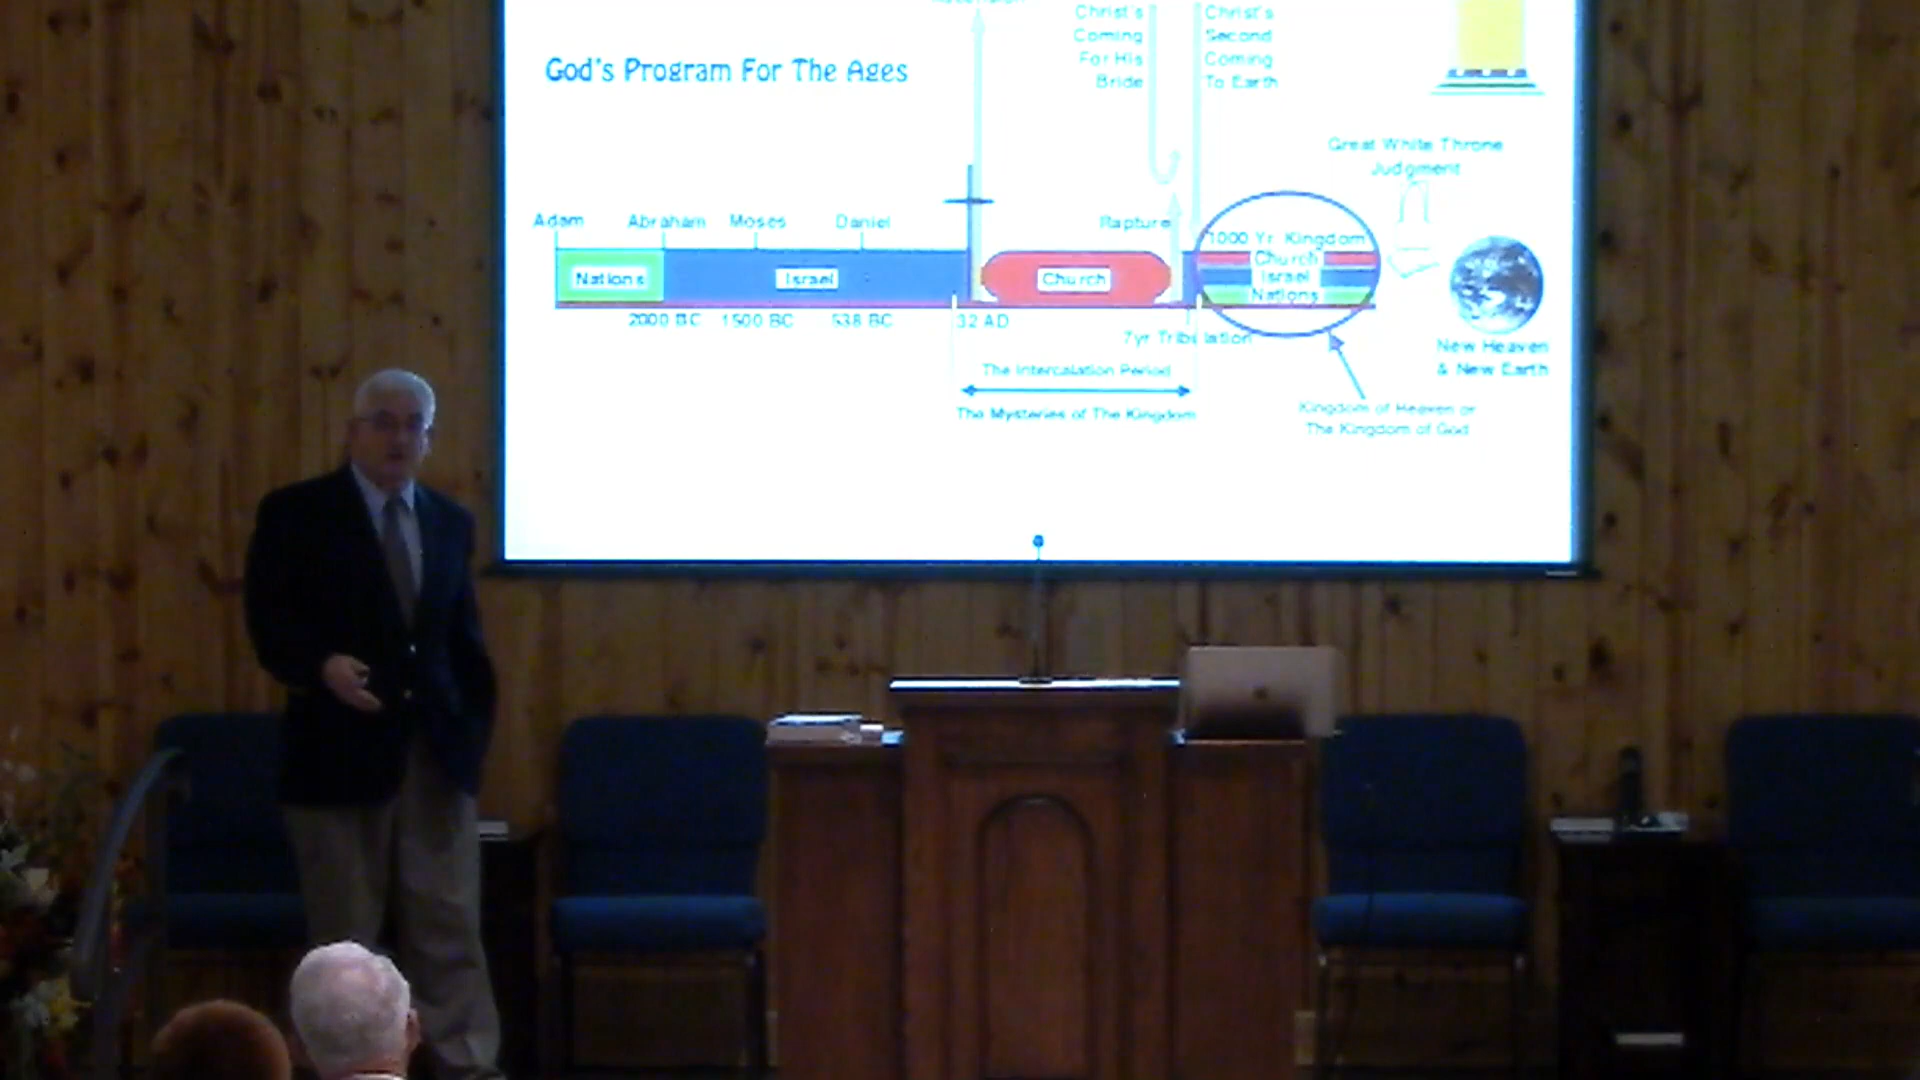 Christ's
Coming
For His
Bride
Christ's
Second
Coming
To Earth
God's Program For The Ages
Great White Throne
Judgment
Adam
Abraham
Moses
Daniel
Rapture
1000 Yr. Kingdom
Church
Israel
Nations
Nations
Israel
Church
2000 BC
1500 BC
538 BC
32 AD
7yr Tribulation
New Heaven
& New Earth
The Intercalation Period
The Mysteries of The Kingdom
Kingdom of Heaven or
The Kingdom of God